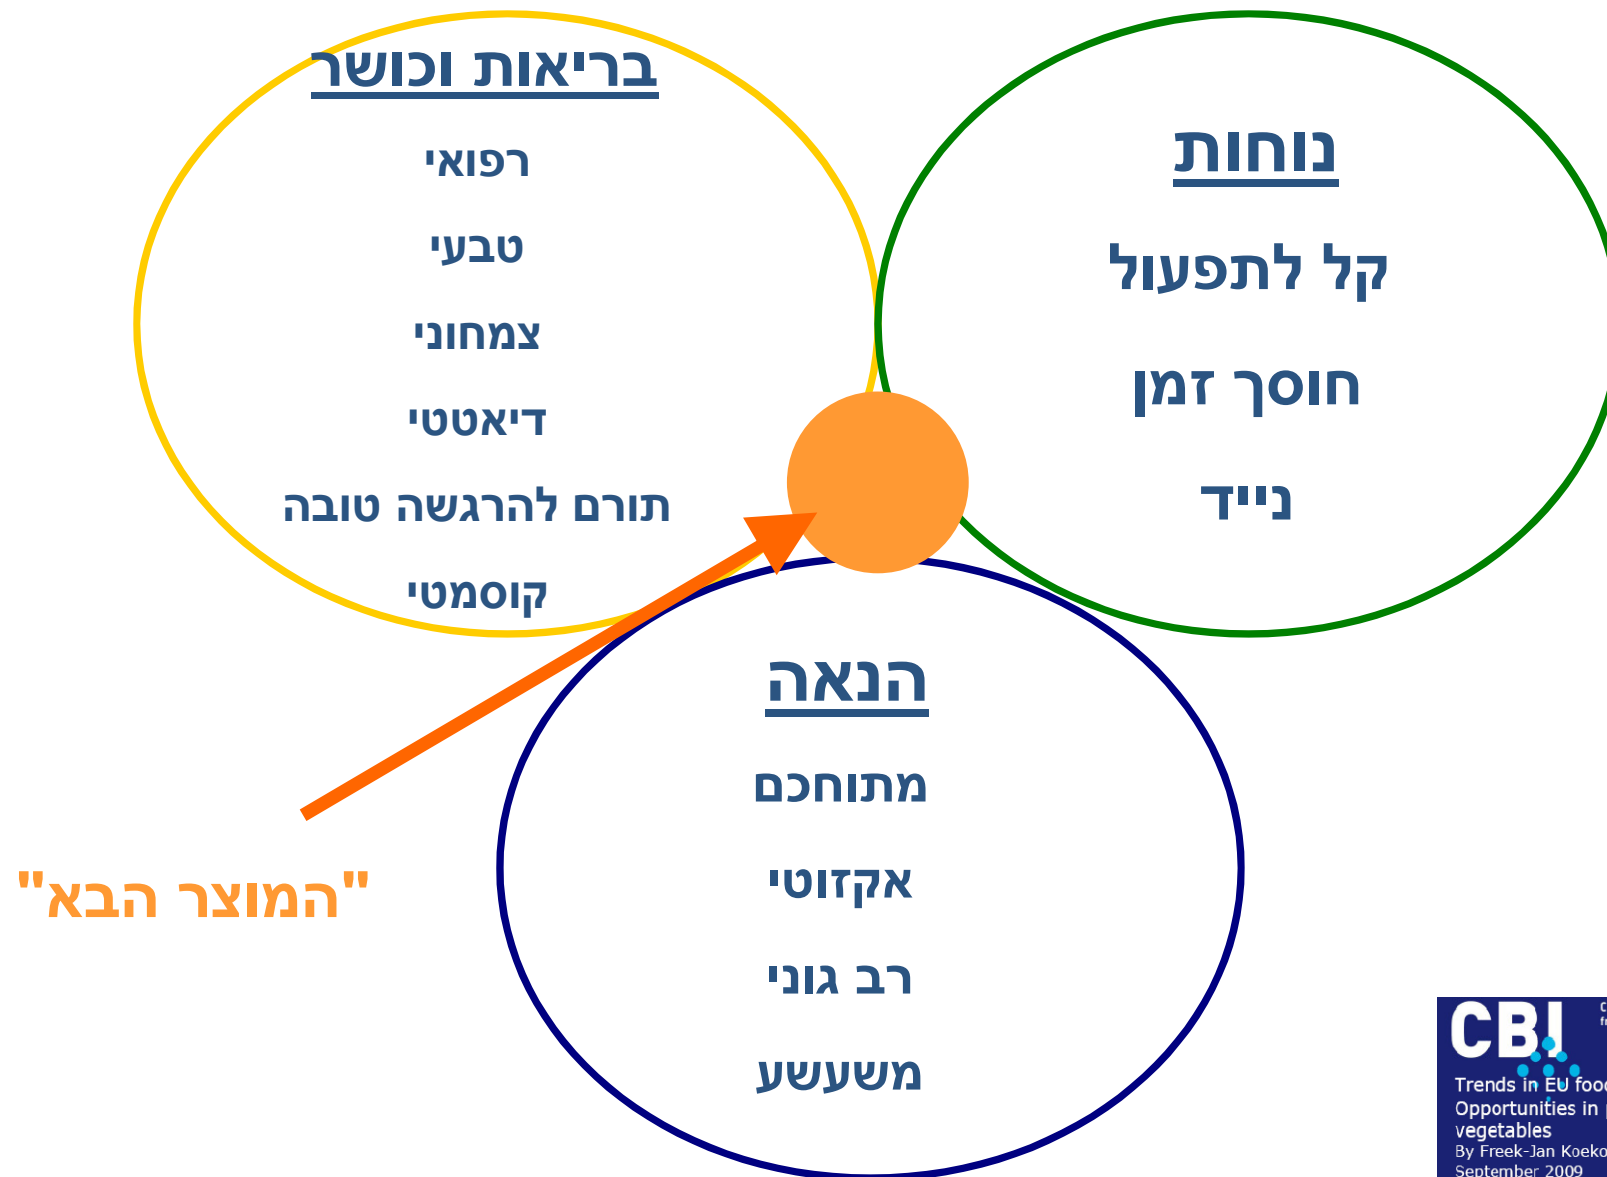 בריאות וכושר
רפואי
טבעי
צמחוני
דיאטטי
תורם להרגשה טובה
קוסמטי
נוחות
קל לתפעול
חוסך זמן
נייד
הנאה
מתוחכם
אקזוטי
רב גוני
משעשע
"המוצר הבא"
CBI
Trends in EU food
Opportunities in
vegetables
By Freek-Jan Koeko
September 2009